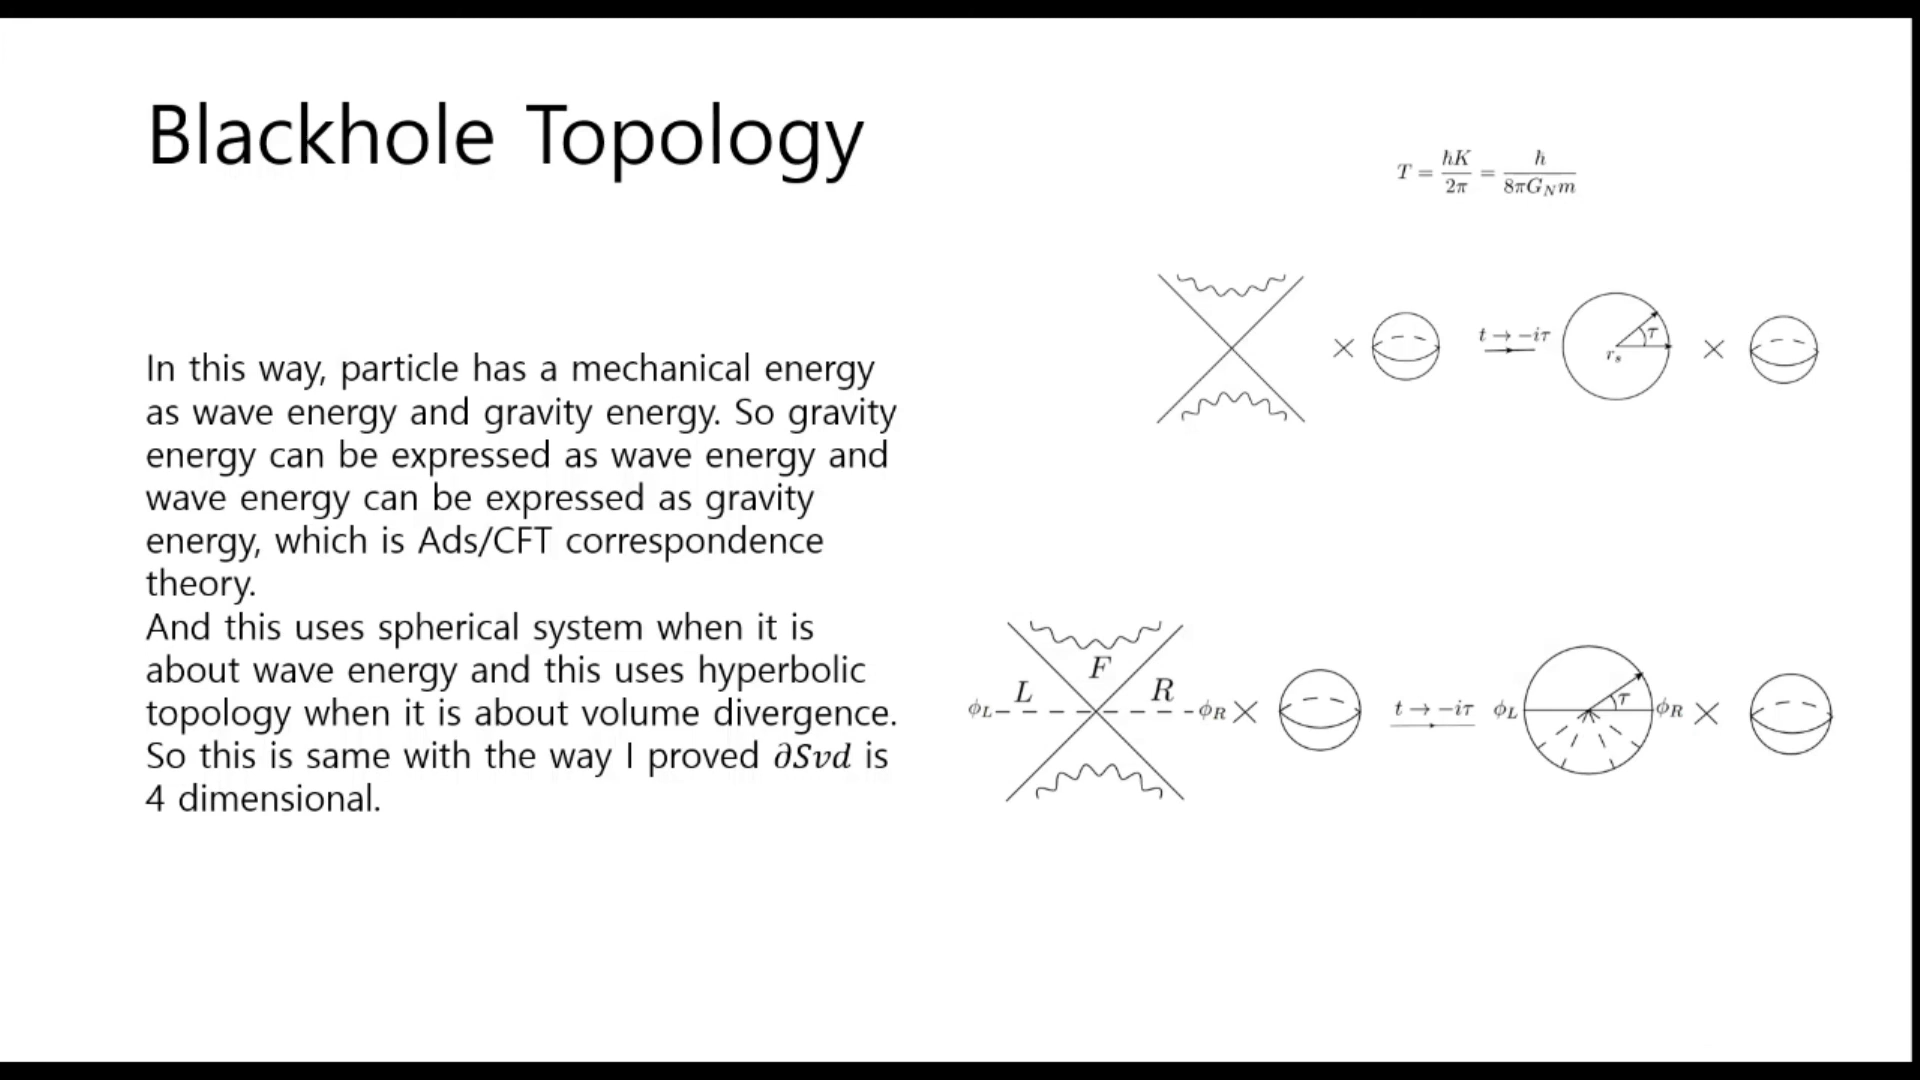 Blackhole Topology
T = ħK/2π = ħ/8πG_N m
t → −iτ
r_s
τ
In this way, particle has a mechanical energy
as wave energy and gravity energy. So gravity
energy can be expressed as wave energy and
wave energy can be expressed as gravity
energy, which is Ads/CFT correspondence
theory.
And this uses spherical system when it is
about wave energy and this uses hyperbolic
topology when it is about volume divergence.
So this is same with the way I proved ∂Svd is
4 dimensional.
F
L R
ϕ_L ϕ_R × t → −iτ ϕ_L τ ϕ_R ×